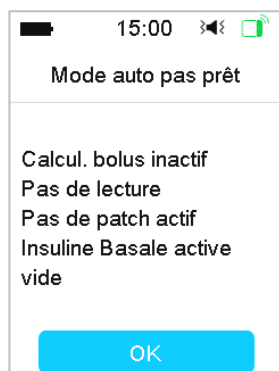 15:00
Mode auto pas prêt
Calcul. bolus inactif
Pas de lecture
Pas de patch actif
Insuline Basale active
vide
OK